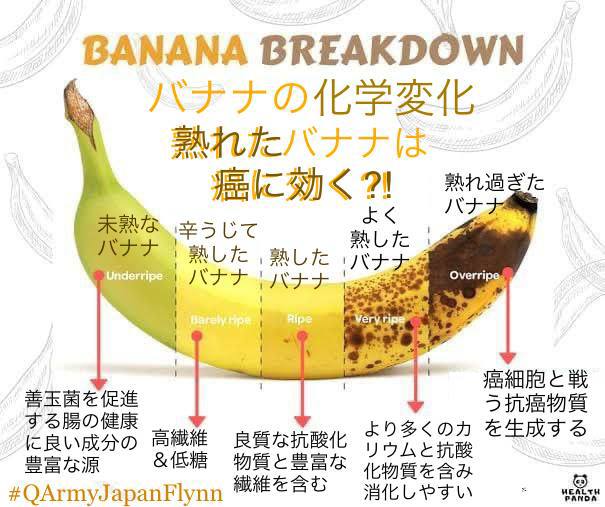 BANANA BREAKDOWN
バナナの化学変化
熟れたバナナは
癌に効く?!
未熟な
バナナ
Underripe
辛うじて
熟した
バナナ
Barely ripe
熟した
バナナ
Ripe
よく
熟した
バナナ
Very ripe
熟れ過ぎた
バナナ
Overripe
善玉菌を促進
する腸の健康
に良い成分の
豊富な源
高繊維
&低糖
良質な抗酸化
物質と豊富な
繊維を含む
より多くのカ
リウムと抗酸
化物質を含み
消化しやすい
癌細胞と戦
う抗癌物質
を生成する
#QArmyJapanFlynn
HEALTH
PANDA